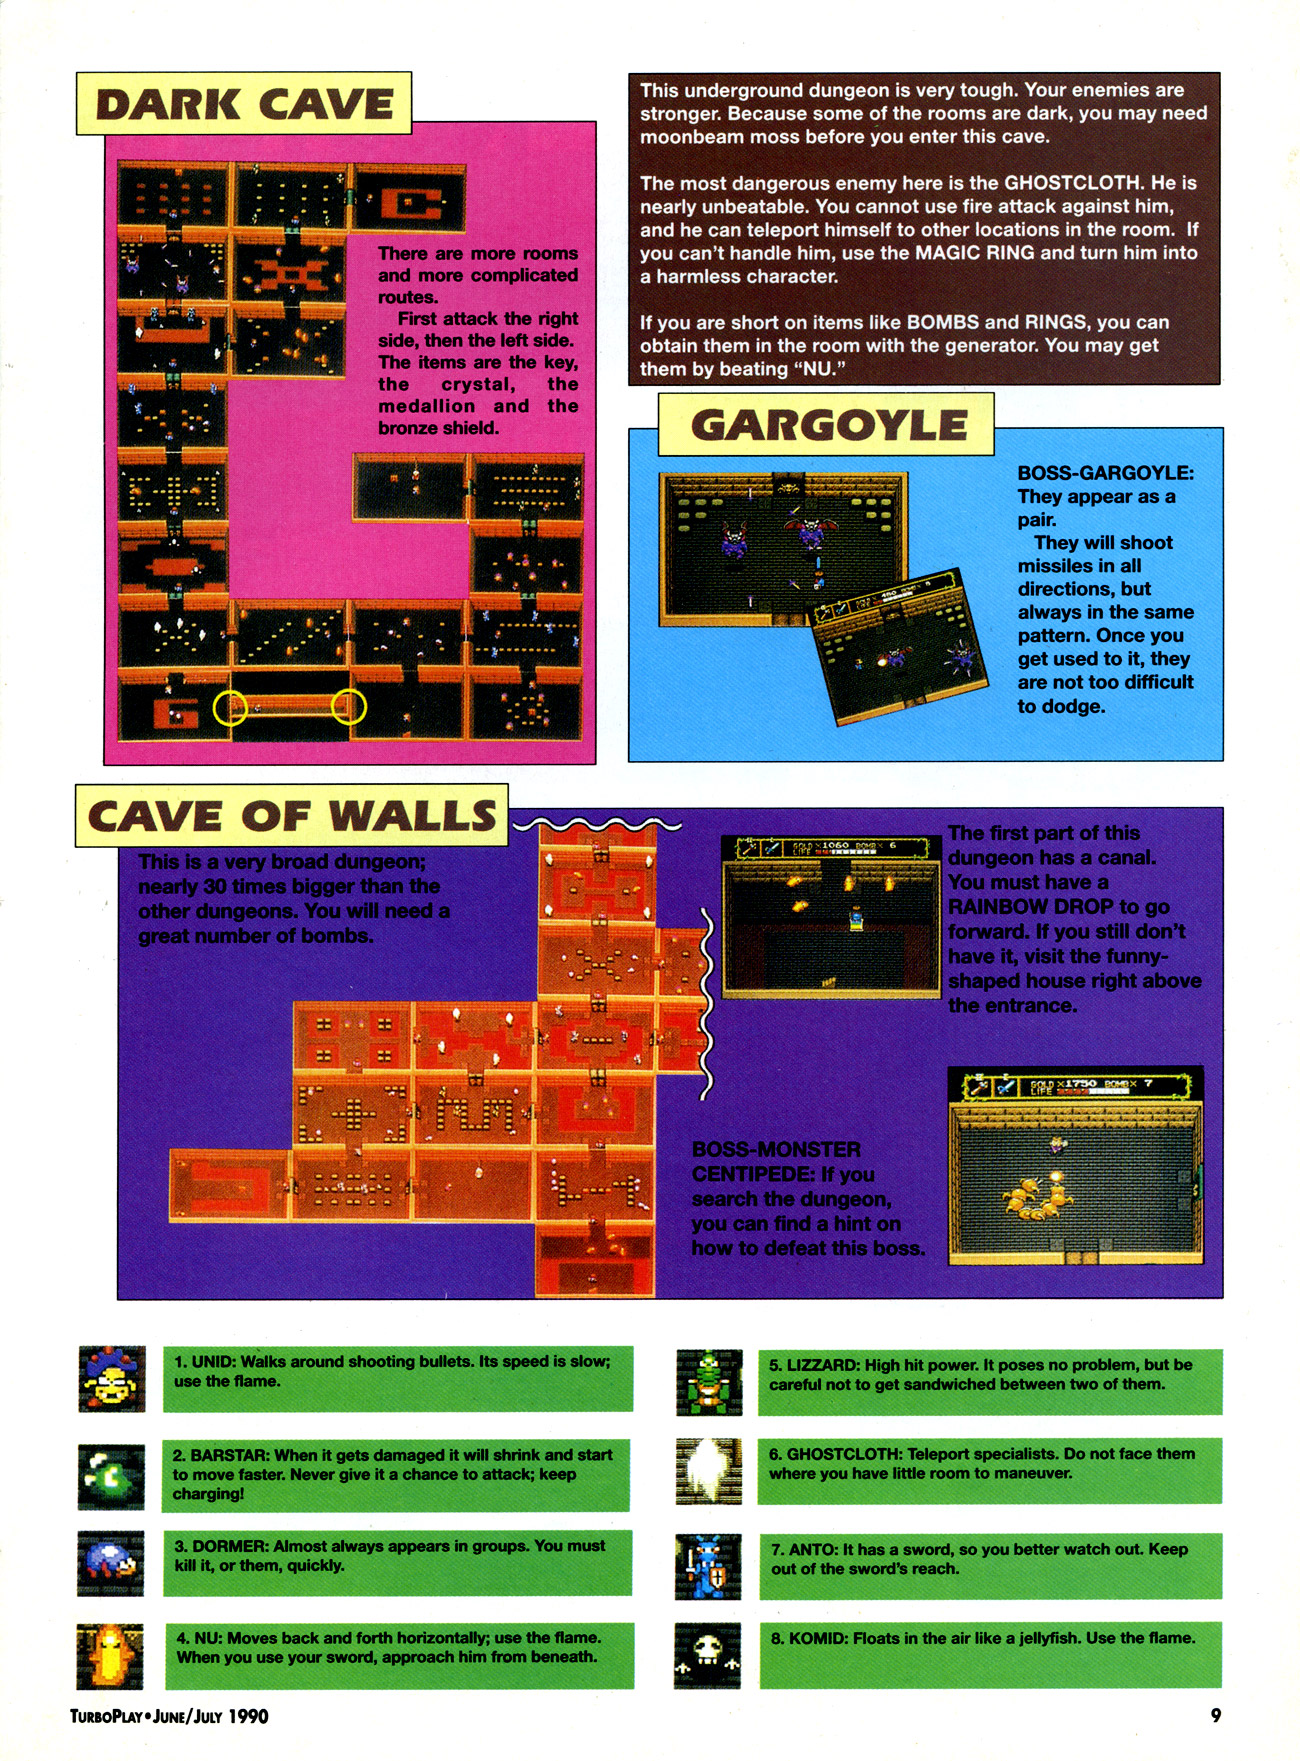 DARK CAVE
There are more rooms
and more complicated
routes.
First attack the right
side, then the left side.
The items are the key,
the crystal, the
medallion and the
bronze shield.
This underground dungeon is very tough. Your enemies are
stronger. Because some of the rooms are dark, you may need
moonbeam moss before you enter this cave.
The most dangerous enemy here is the GHOSTCLOTH. He is
nearly unbeatable. You cannot use fire attack against him,
and he can teleport himself to other locations in the room. If
you can't handle him, use the MAGIC RING and turn him into
a harmless character.
If you are short on items like BOMBS and RINGS, you can
obtain them in the room with the generator. You may get
them by beating "NU."
GARGOYLE
BOSS-GARGOYLE:
They appear as a
pair.
They will shoot
missiles in all
directions, but
always in the same
pattern. Once you
get used to it, they
are not too difficult
to dodge.
CAVE OF WALLS
This is a very broad dungeon;
nearly 30 times bigger than the
other dungeons. You will need a
great number of bombs.
GOLD×1060 BOMB× 6
LIFE
The first part of this
dungeon has a canal.
You must have a
RAINBOW DROP to go
forward. If you still don't
have it, visit the funny-
shaped house right above
the entrance.
BOSS-MONSTER
CENTIPEDE: If you
search the dungeon,
you can find a hint on
how to defeat this boss.
GOLD×1750 BOMB× 7
LIFE
1. UNID: Walks around shooting bullets. Its speed is slow;
use the flame.
2. BARSTAR: When it gets damaged it will shrink and start
to move faster. Never give it a chance to attack; keep
charging!
3. DORMER: Almost always appears in groups. You must
kill it, or them, quickly.
4. NU: Moves back and forth horizontally; use the flame.
When you use your sword, approach him from beneath.
5. LIZZARD: High hit power. It poses no problem, but be
careful not to get sandwiched between two of them.
6. GHOSTCLOTH: Teleport specialists. Do not face them
where you have little room to maneuver.
7. ANTO: It has a sword, so you better watch out. Keep
out of the sword's reach.
8. KOMID: Floats in the air like a jellyfish. Use the flame.
TURBOPLAY•JUNE/JULY 1990
9